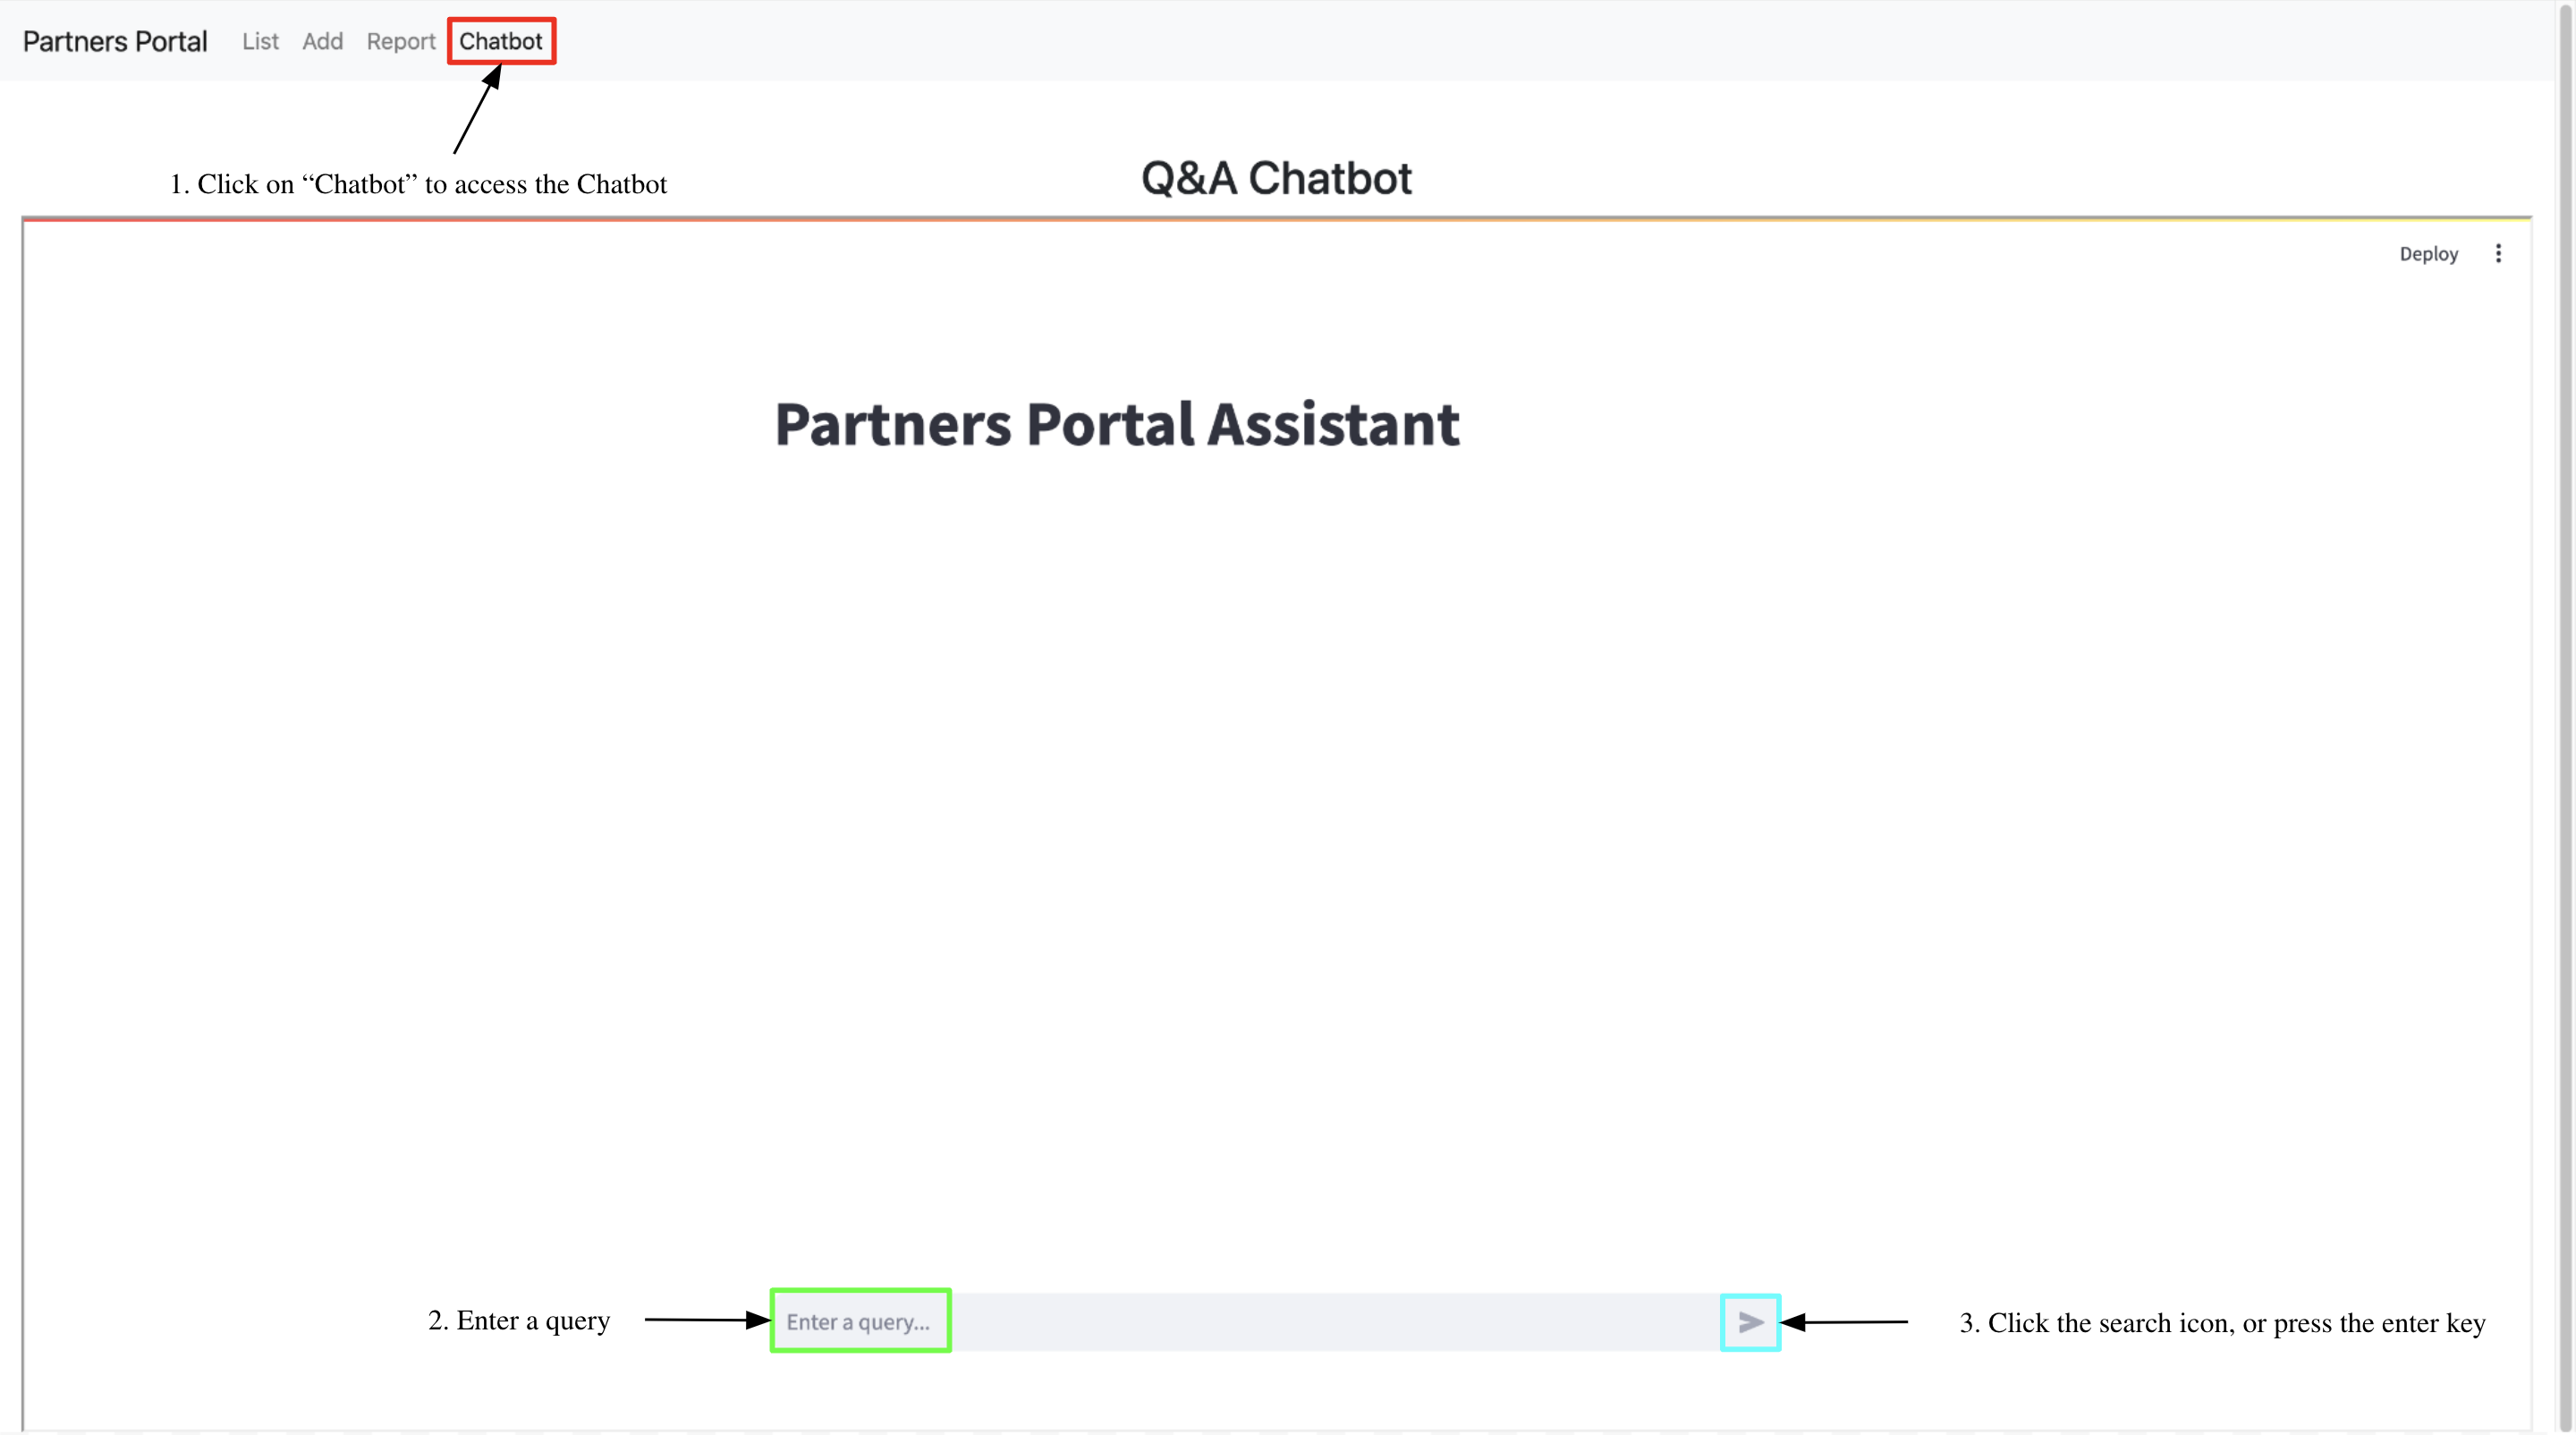 Partners Portal List Add Report Chatbot
1. Click on “Chatbot” to access the Chatbot
Q&A Chatbot
Deploy
Partners Portal Assistant
2. Enter a query
Enter a query...
3. Click the search icon, or press the enter key